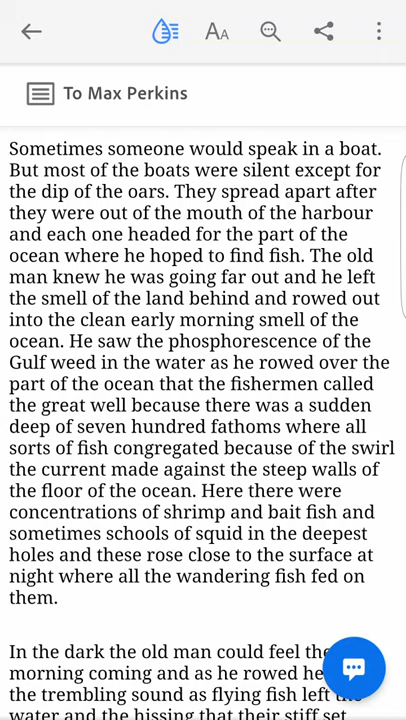 AA
To Max Perkins
Sometimes someone would speak in a boat.
But most of the boats were silent except for
the dip of the oars. They spread apart after
they were out of the mouth of the harbour
and each one headed for the part of the
ocean where he hoped to find fish. The old
man knew he was going far out and he left
the smell of the land behind and rowed out
into the clean early morning smell of the
ocean. He saw the phosphorescence of the
Gulf weed in the water as he rowed over the
part of the ocean that the fishermen called
the great well because there was a sudden
deep of seven hundred fathoms where all
sorts of fish congregated because of the swirl
the current made against the steep walls of
the floor of the ocean. Here there were
concentrations of shrimp and bait fish and
sometimes schools of squid in the deepest
holes and these rose close to the surface at
night where all the wandering fish fed on
them.
In the dark the old man could feel the
morning coming and as he rowed he
the trembling sound as flying fish left the
water and the hissing that their stiff set